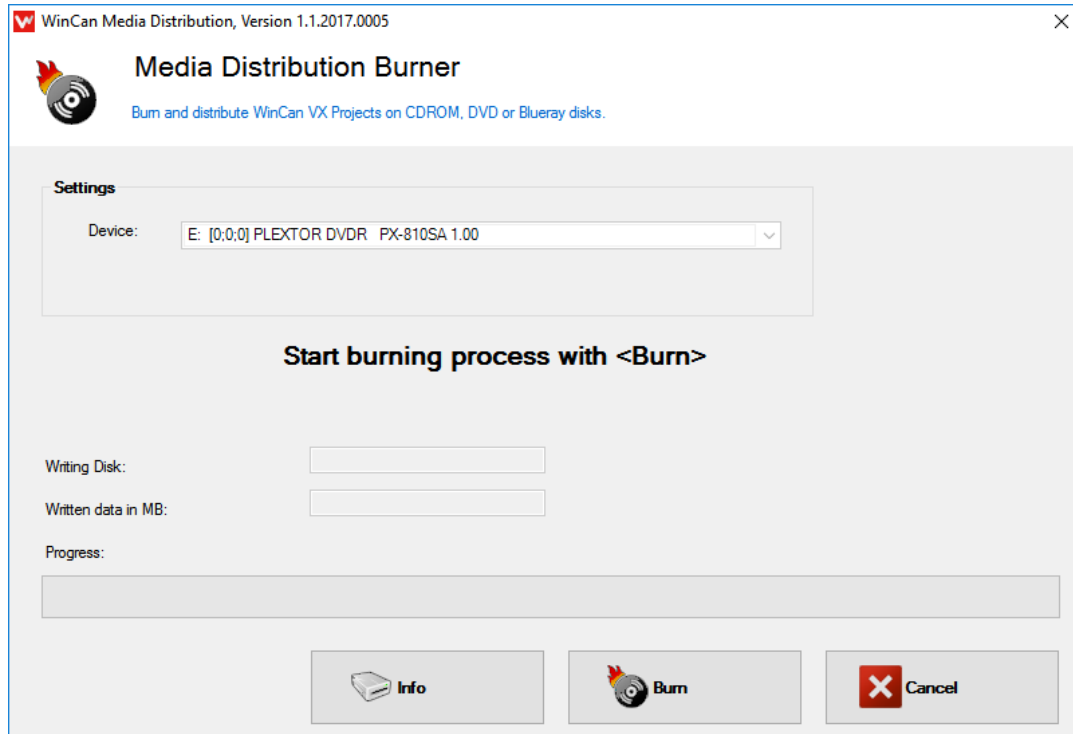 WinCan Media Distribution, Version 1.1.2017.0005
Media Distribution Burner
Burn and distribute WinCan VX Projects on CDROM, DVD or Blueray disks.
Settings
Device: E: [0;0;0] PLEXTOR DVDR PX-810SA 1.00
Start burning process with <Burn>
Writing Disk:
Written data in MB:
Progress:
Info Burn Cancel